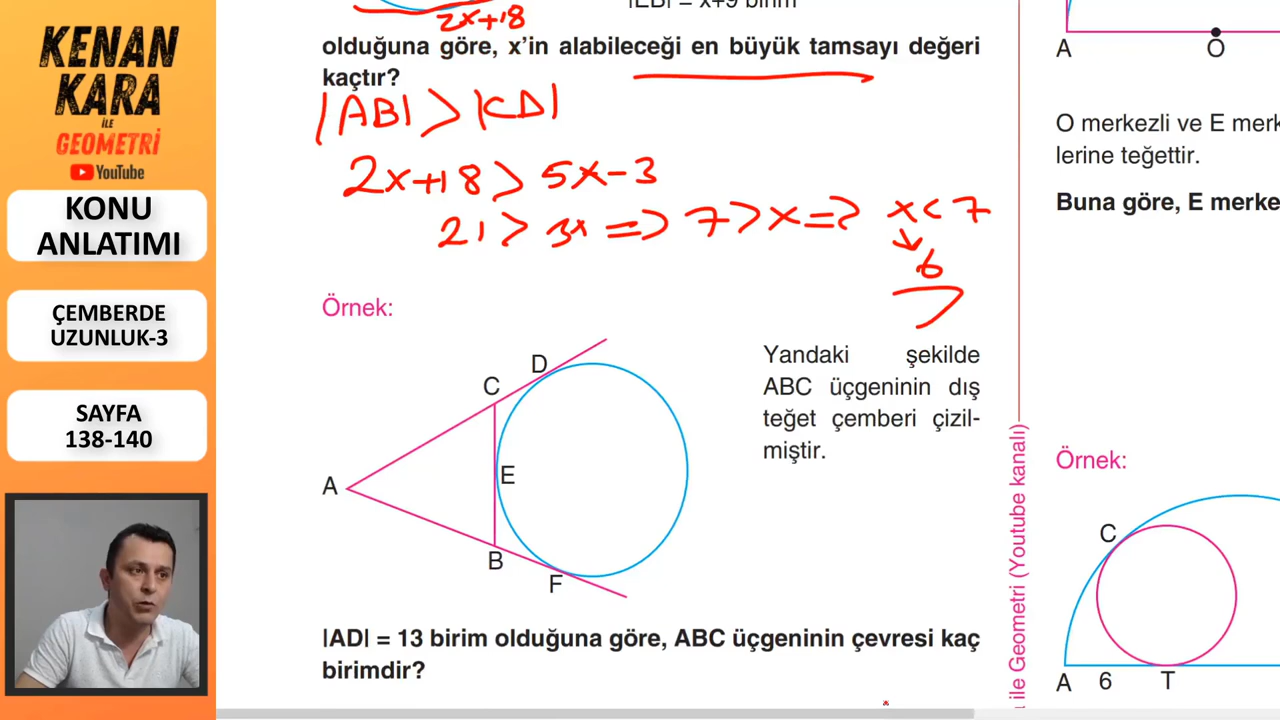 KENAN
KARA
İLE
GEOMETRİ
YouTube
KONU
ANLATIMI
ÇEMBERDE
UZUNLUK-3
SAYFA
138-140
2x+18
|EB| = x+9 birim
olduğuna göre, x'in alabileceği en büyük tamsayı değeri
kaçtır?
|AB| > |CD|
2x+18 > 5x-3
21 > 3x => 7 > x => x < 7
6
Örnek:
D
C
A
E
B
F
Yandaki şekilde
ABC üçgeninin dış
teğet çemberi çizil-
miştir.
|AD| = 13 birim olduğuna göre, ABC üçgeninin çevresi kaç
birimdir?
ile Geometri (Youtube kanalı)
A
O
O merkezli ve E merk
lerine teğettir.
Buna göre, E merke
Örnek:
C
A 6 T